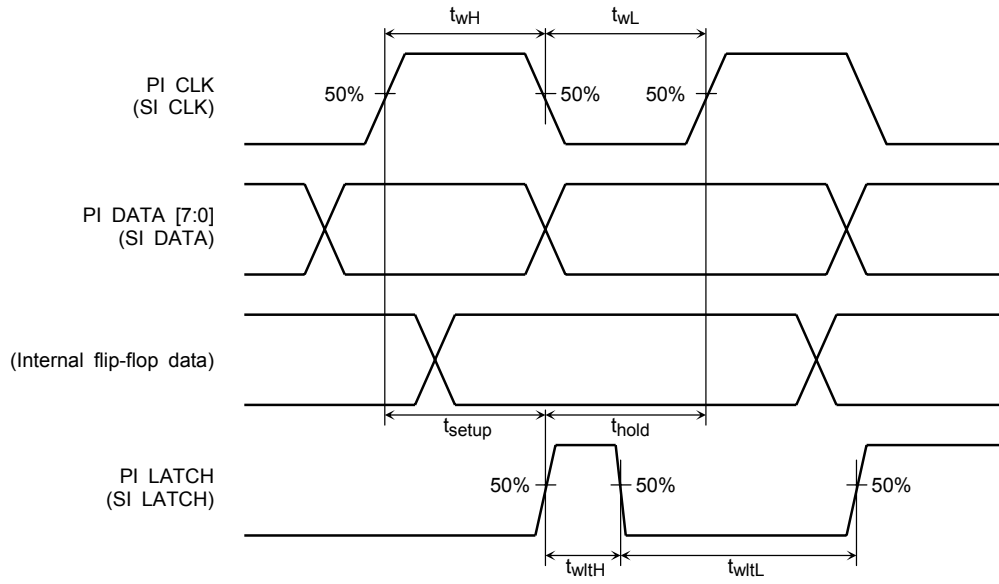 twH twL
PI CLK
(SI CLK)
50% 50% 50%
PI DATA [7:0]
(SI DATA)
(Internal flip-flop data)
tsetup thold
PI LATCH
(SI LATCH)
50% 50% 50%
twltH twltL